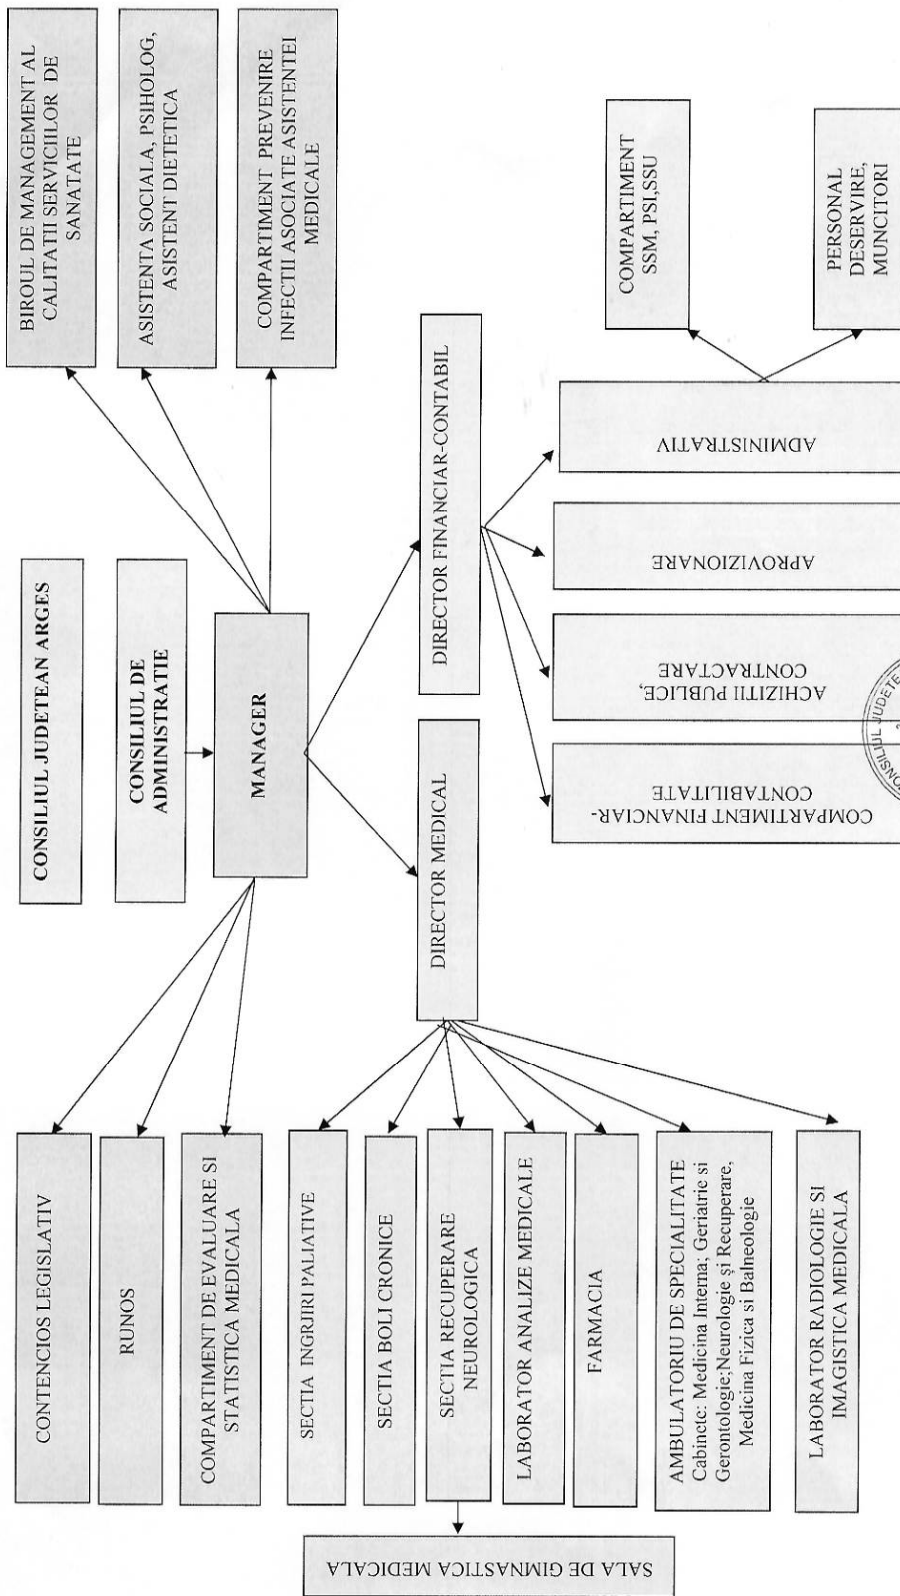 CONSILIUL JUDETEAN ARGES
CONSILIUL DE
ADMINISTRATIE
MANAGER
CONTENCIOS LEGISLATIV
RUNOS
COMPARTIMENT DE EVALUARE SI
STATISTICA MEDICALA
BIROUL DE MANAGEMENT AL
CALITATII SERVICIILOR DE
SANATATE
ASISTENTA SOCIALA, PSIHOLOG,
ASISTENT DIETETICA
COMPARTIMENT PREVENIRE
INFECTII ASOCIATE ASISTENTEI
MEDICALE
DIRECTOR MEDICAL
DIRECTOR FINANCIAR-CONTABIL
SECTIA INGRJIRI PALIATIVE
SECTIA BOLI CRONICE
SECTIA RECUPERARE
NEUROLOGICA
LABORATOR ANALIZE MEDICALE
FARMACIA
AMBULATORIU DE SPECIALITATE
Cabinete: Medicina Interna; Geriatrie si
Gerontologie;Neurologie și Recuperare,
Medicina Fizica si Balneologie
LABORATOR RADIOLOGIE SI
IMAGISTICA MEDICALA
SALA DE GIMNASTICA MEDICALA
COMPARTIMENT FINANCIAR-
CONTABILITATE
ACHIZITII PUBLICE,
CONTRACTARE
APROVIZIONARE
ADMINISTRATIV
COMPARTIMENT
SSM, PSI,SSU
PERSONAL
DESERVIRE,
MUNCITORI
CONSILIUL